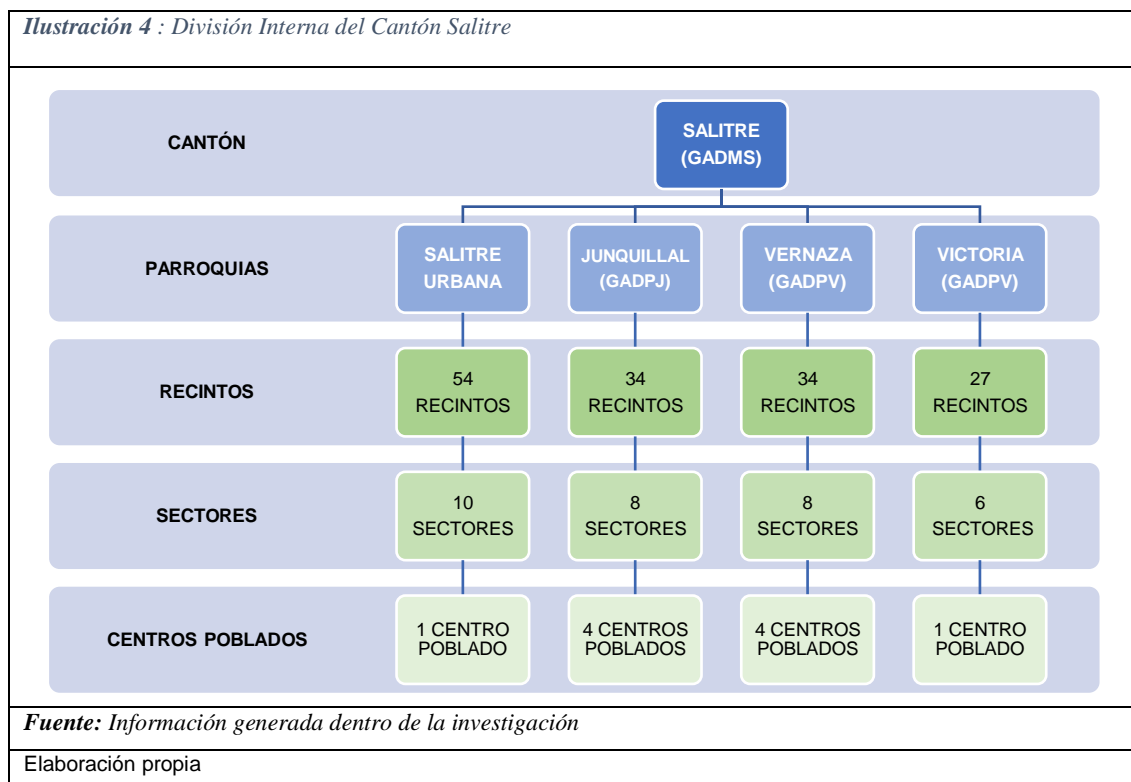 Ilustración 4 : División Interna del Cantón Salitre
CANTÓN
SALITRE
(GADMS)
PARROQUIAS
SALITRE
URBANA
JUNQUILLAL
(GADPJ)
VERNAZA
(GADPV)
VICTORIA
(GADPV)
RECINTOS
54
RECINTOS
34
RECINTOS
34
RECINTOS
27
RECINTOS
SECTORES
10
SECTORES
8
SECTORES
8
SECTORES
6
SECTORES
CENTROS POBLADOS
1 CENTRO
POBLADO
4 CENTROS
POBLADOS
4 CENTROS
POBLADOS
1 CENTRO
POBLADO
Fuente: Información generada dentro de la investigación
Elaboración propia